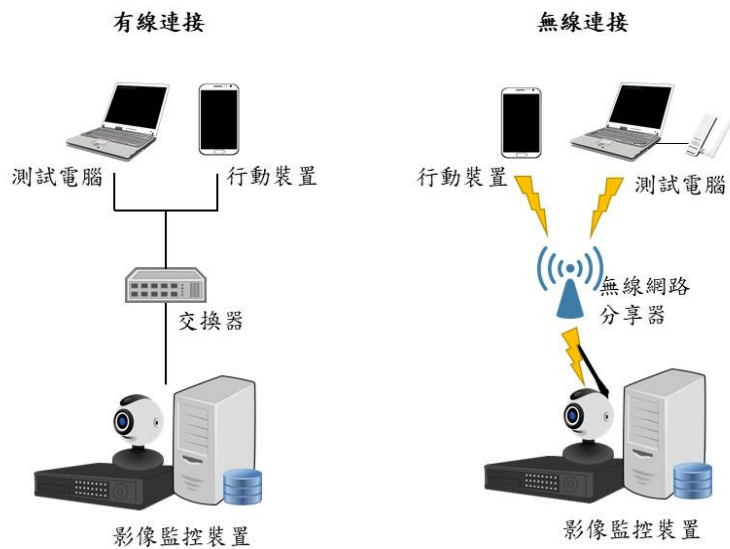 有線連接
無線連接
測試電腦
行動裝置
行動裝置
測試電腦
交換器
無線網路
分享器
影像監控裝置
影像監控裝置